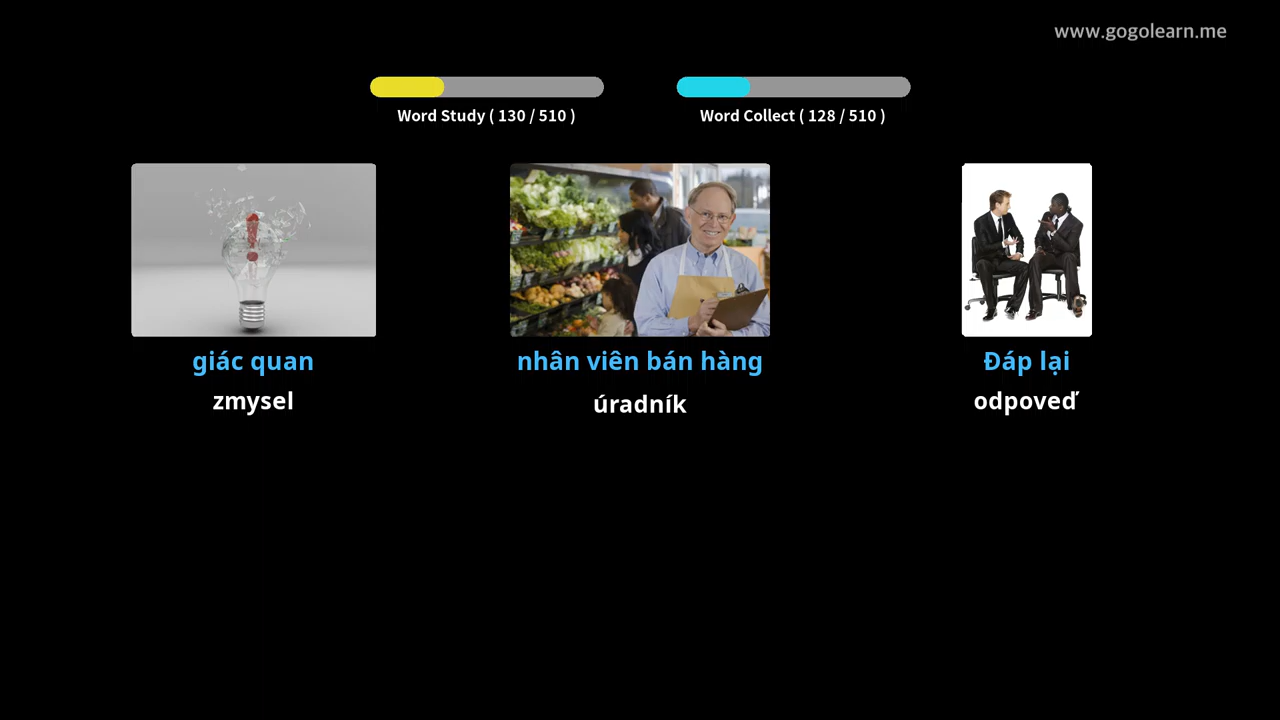 www.gogolearn.me
Word Study ( 130 / 510 )
Word Collect ( 128 / 510 )
giác quan
zmysel
nhân viên bán hàng
úradník
Đáp lại
odpoveď